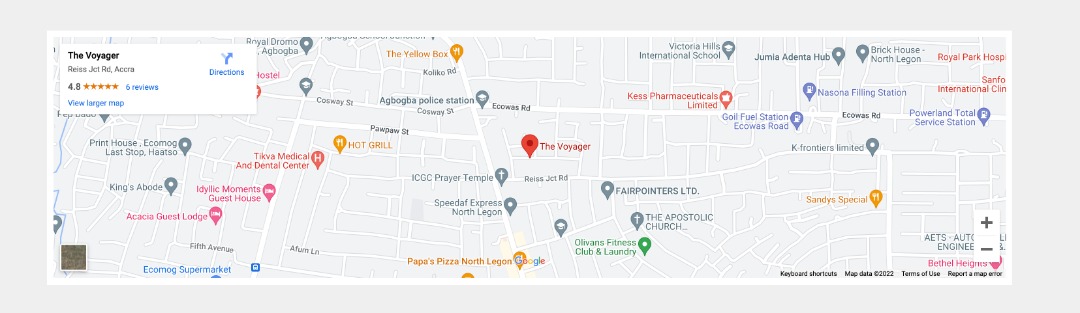 The Voyager
Reiss Jct Rd, Accra
4.8
6 reviews
View larger map
Directions
Royal Dromo
, Agbogba
The Yellow Box
Koliko Rd
Victoria Hills
International School
Jumia Adenta Hub
Brick House -
North Legon
Royal Park Hosp
Sanfo
International Clin
Hostel
Cosway St
Agbogba police station
Cosway St
Ecowas Rd
Kess Pharmaceuticals
Limited
Nasona Filling Station
Goil Fuel Station
Ecowas Road
Ecowas Rd
Powerland Total
Service Station
Pawpaw St
Print House , Ecomog
Last Stop, Haatso
HOT GRILL
The Voyager
K-frontiers limited
Tikva Medical
And Dental Center
King's Abode
ICGC Prayer Temple
Reiss Jct Rd
Idyllic Moments
Guest House
FAIRPOINTERS LTD.
Sandys Special
Speedaf Express
North Legon
Acacia Guest Lodge
THE APOSTOLIC
CHURCH...
Fifth Avenue
Afum Ln
Olivans Fitness
Club & Laundry
AETS - AUTO
ENGINEE
Papa's Pizza North Legon
Google
Bethel Heights
Ecomog Supermarket
Keyboard shortcuts
Map data ©2022
Terms of Use
Report a map error